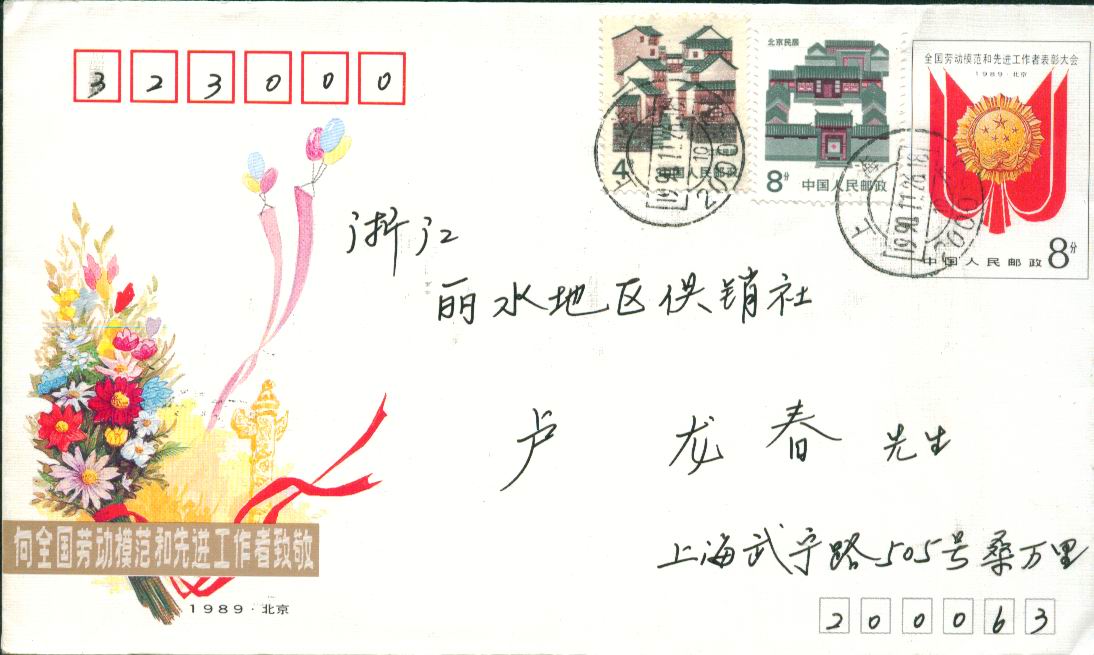 323000
4
中国人民邮政
北京民居
8分
中国人民邮政
全国劳动模范和先进工作者表彰大会
1989·北京
中国人民邮政 8分
1990.11.26.18
浙江
丽水地区供销社
卢龙春 先生
上海武宁路505号桑万里
200063
向全国劳动模范和先进工作者致敬
1989·北京